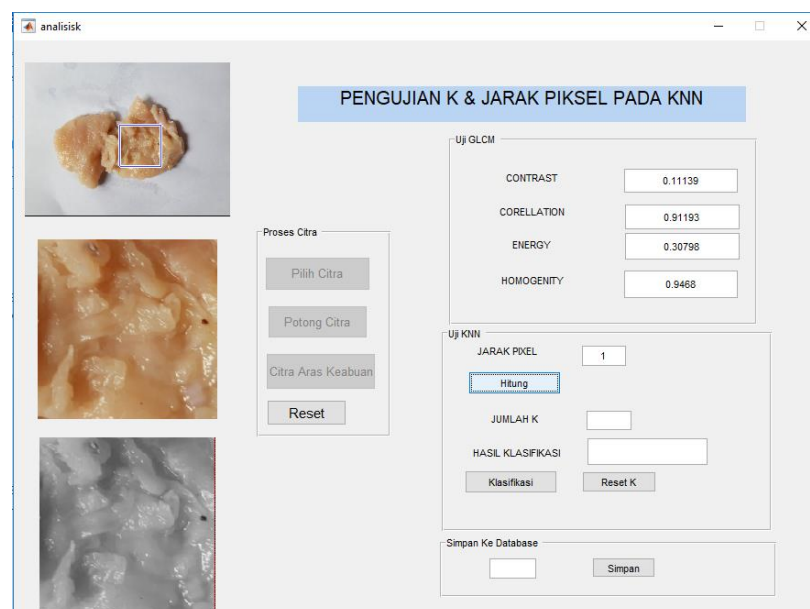 analisisk
PENGUJIAN K & JARAK PIKSEL PADA KNN
Proses Citra
Pilih Citra
Potong Citra
Citra Aras Keabuan
Reset
Uji GLCM
CONTRAST 0.11139
CORELLATION 0.91193
ENERGY 0.30798
HOMOGENITY 0.9468
Uji KNN
JARAK PIXEL 1
Hitung
JUMLAH K
HASIL KLASIFIKASI
Klasifikasi Reset K
Simpan Ke Database
Simpan